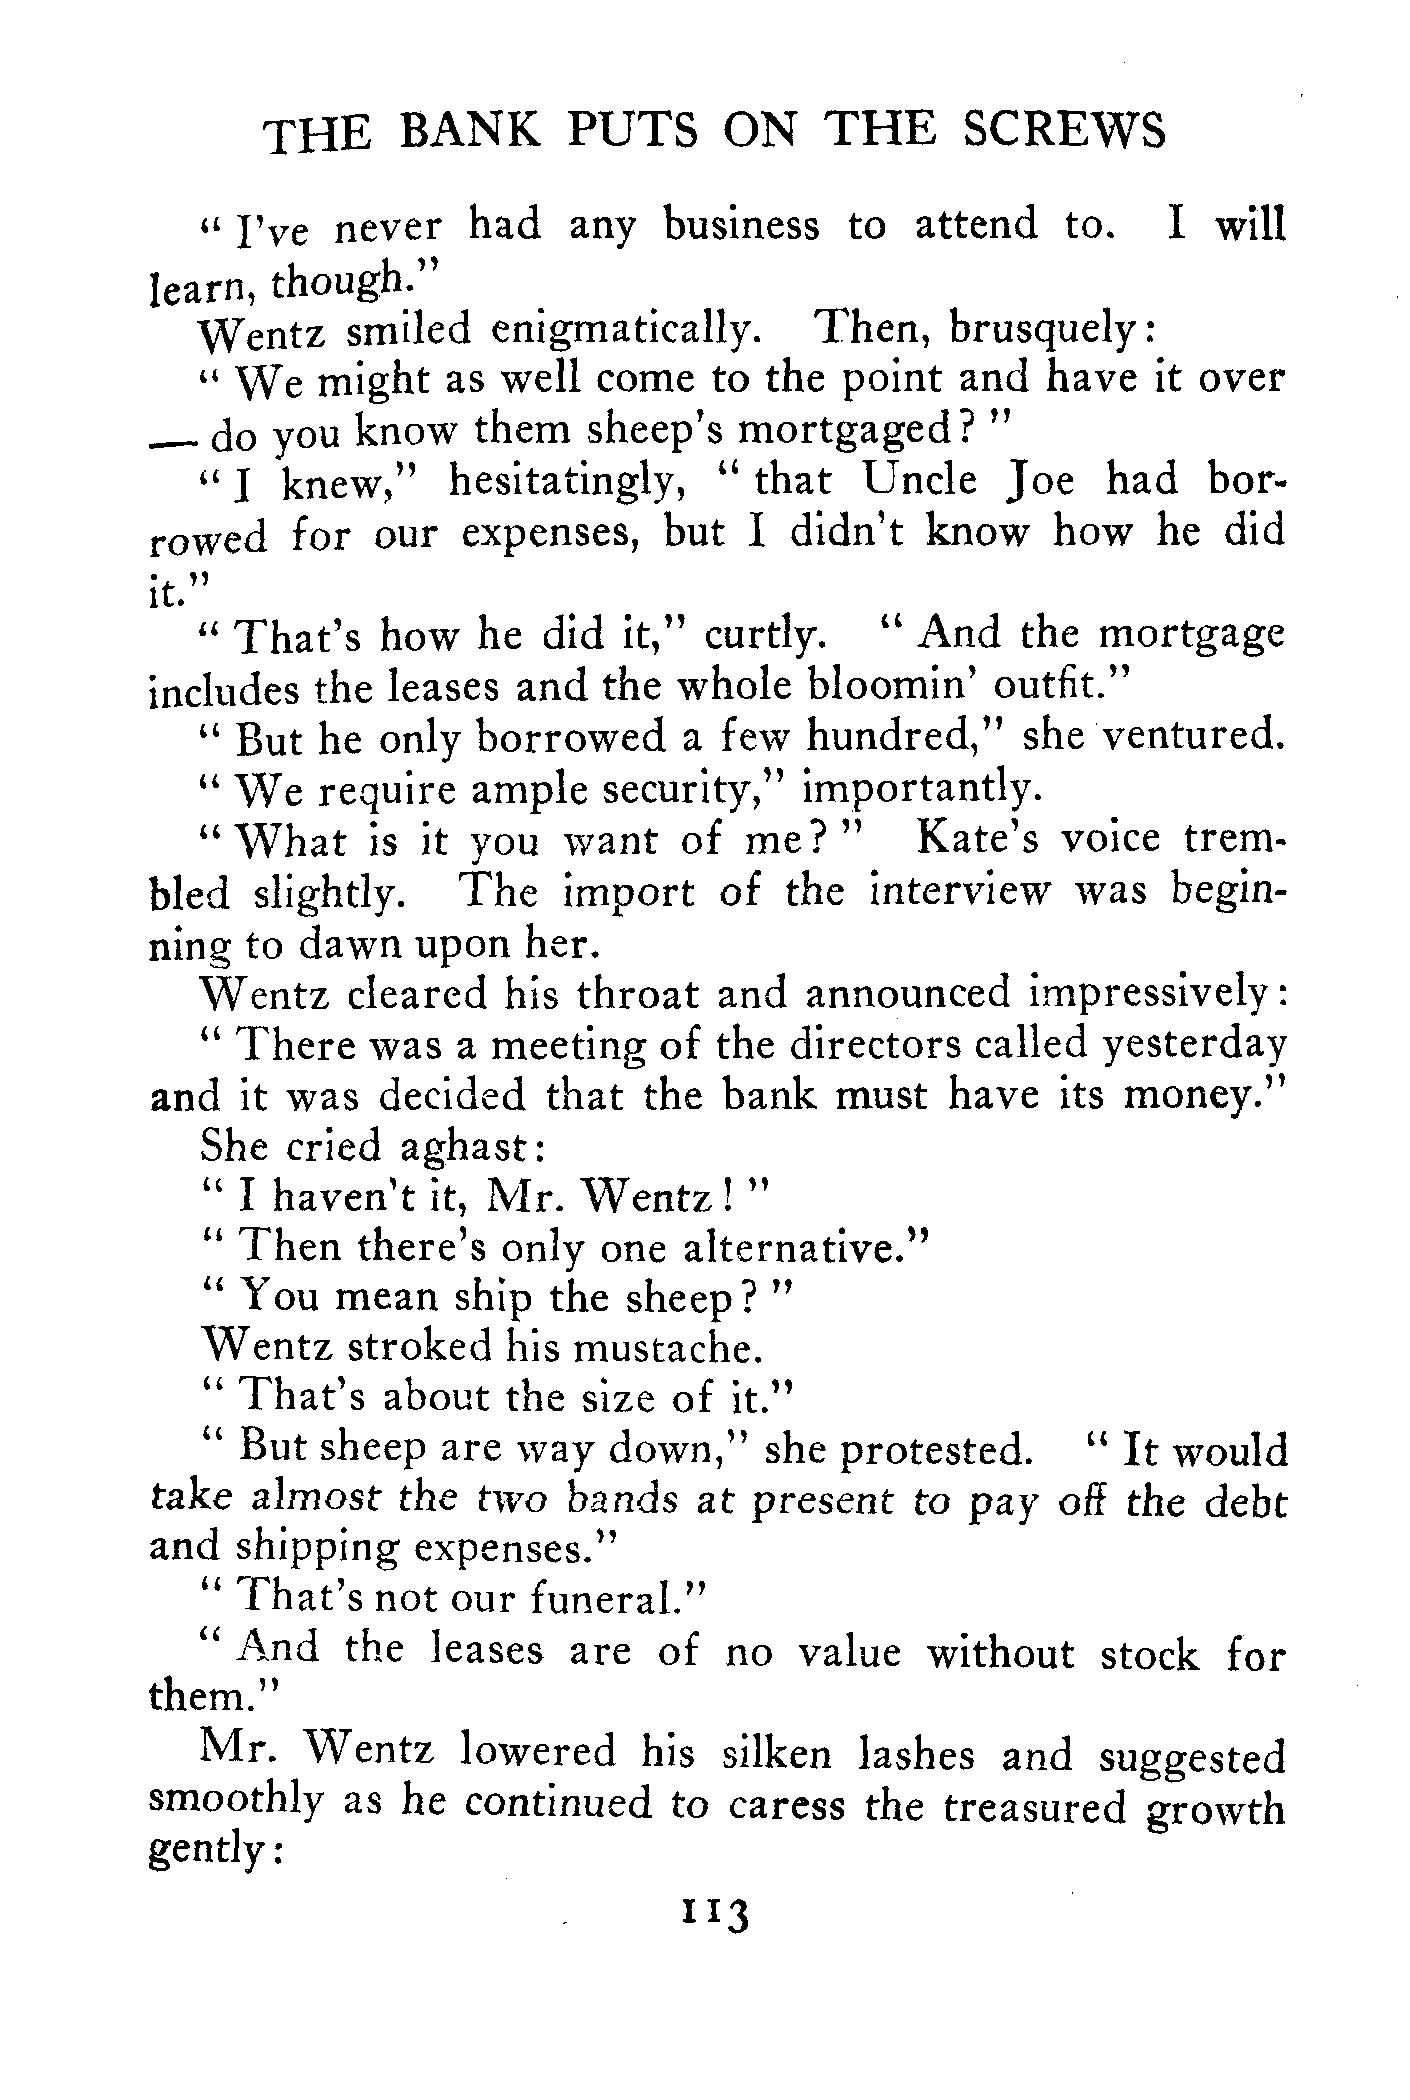 THE BANK PUTS ON THE SCREWS
“ I’ve never had any business to attend to. I will
learn, though.”
Wentz smiled enigmatically. Then, brusquely:
“ We might as well come to the point and have it over
— do you know them sheep’s mortgaged? ”
“ I knew,” hesitatingly, “ that Uncle Joe had bor-
rowed for our expenses, but I didn’t know how he did
it.”
“ That’s how he did it,” curtly. “ And the mortgage
includes the leases and the whole bloomin’ outfit.”
“ But he only borrowed a few hundred,” she ventured.
“ We require ample security,” importantly.
“ What is it you want of me? ” Kate’s voice trem-
bled slightly. The import of the interview was begin-
ning to dawn upon her.
Wentz cleared his throat and announced impressively:
“ There was a meeting of the directors called yesterday
and it was decided that the bank must have its money.”
She cried aghast:
“ I haven’t it, Mr. Wentz! ”
“ Then there’s only one alternative.”
“ You mean ship the sheep? ”
Wentz stroked his mustache.
“ That’s about the size of it.”
“ But sheep are way down,” she protested. “ It would
take almost the two bands at present to pay off the debt
and shipping expenses.”
“ That’s not our funeral.”
“ And the leases are of no value without stock for
them.”
Mr. Wentz lowered his silken lashes and suggested
smoothly as he continued to caress the treasured growth
gently:
113